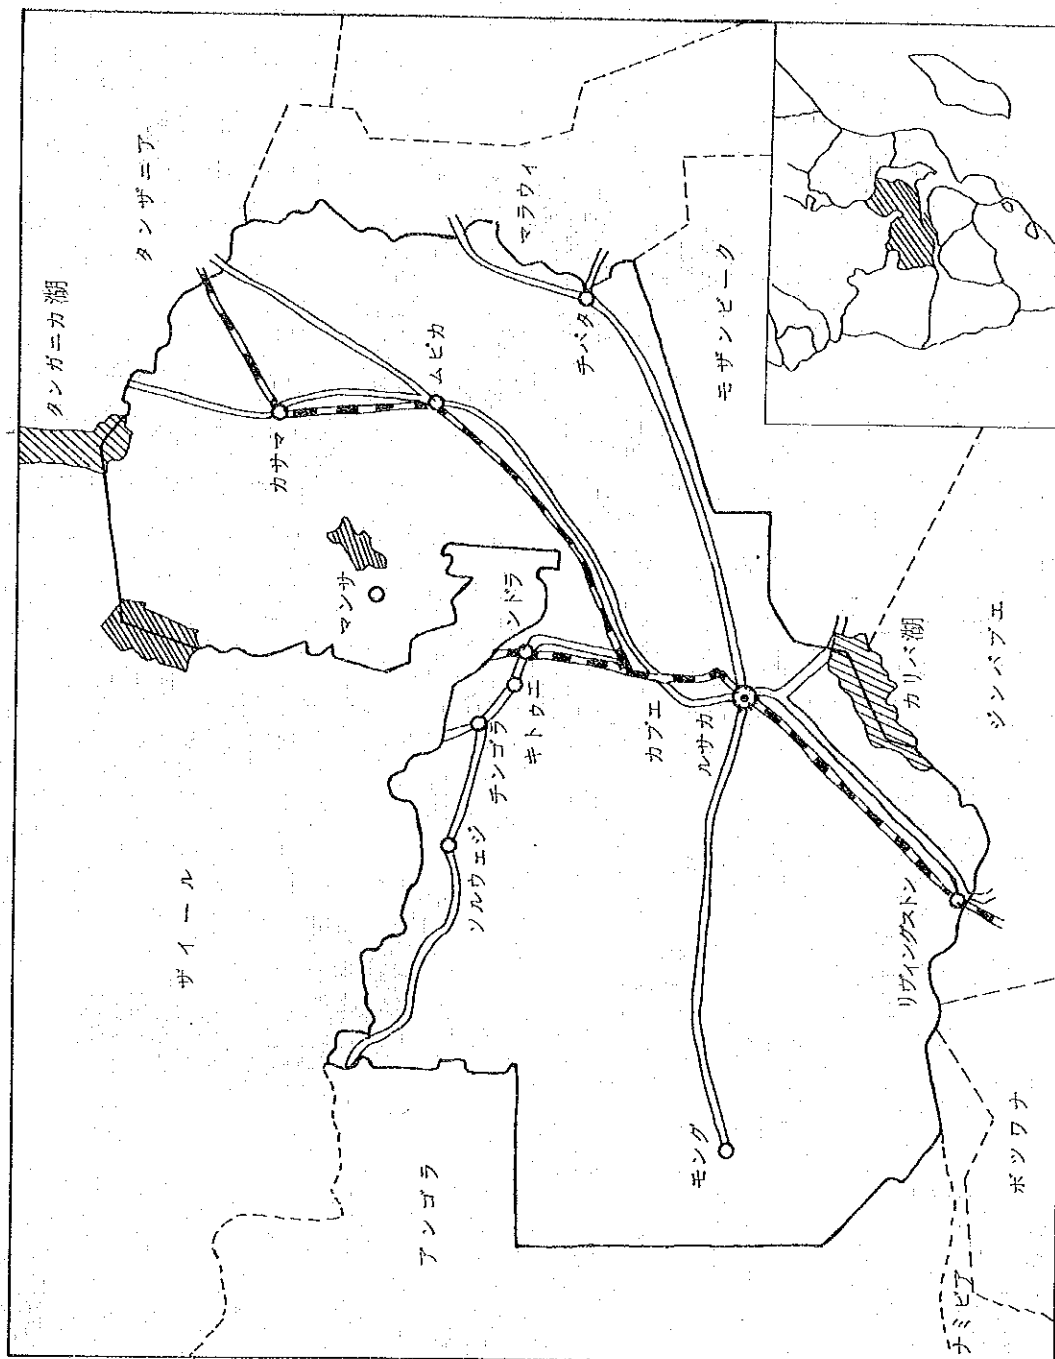 タンガニカ湖
タンザニア
ザイール
カサマ
マンサ
アンゴラ
ムピカ
ソルウェジ
チンゴラ
ンドラ
マラウィ
キトゥニ
チパタ
カブエ
モング
ルサカ
モザンビーク
リヴィングストン
カリバ湖
ナミビア
ジンバブエ
ボツワナ